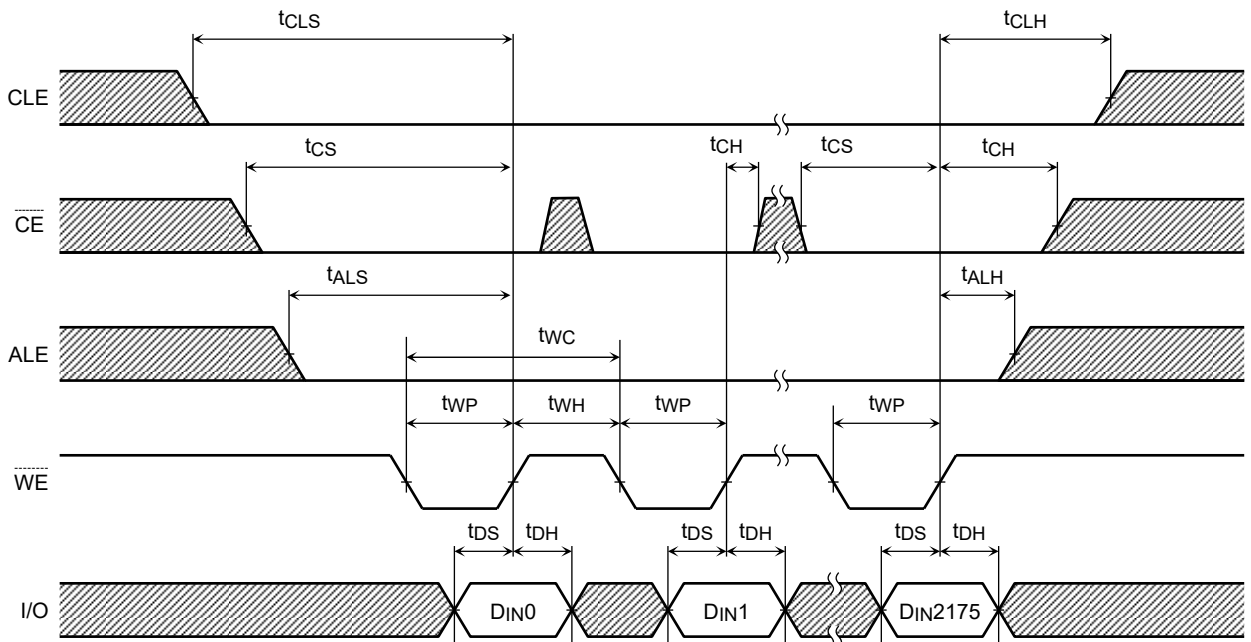 tCLS tCLH
CLE
tCS tCH tCS tCH
CE
tALS tALH
tWC
ALE
tWP tWH tWP tWP
WE
tDS tDH tDS tDH tDS tDH
I/O DIN0 DIN1 DIN2175